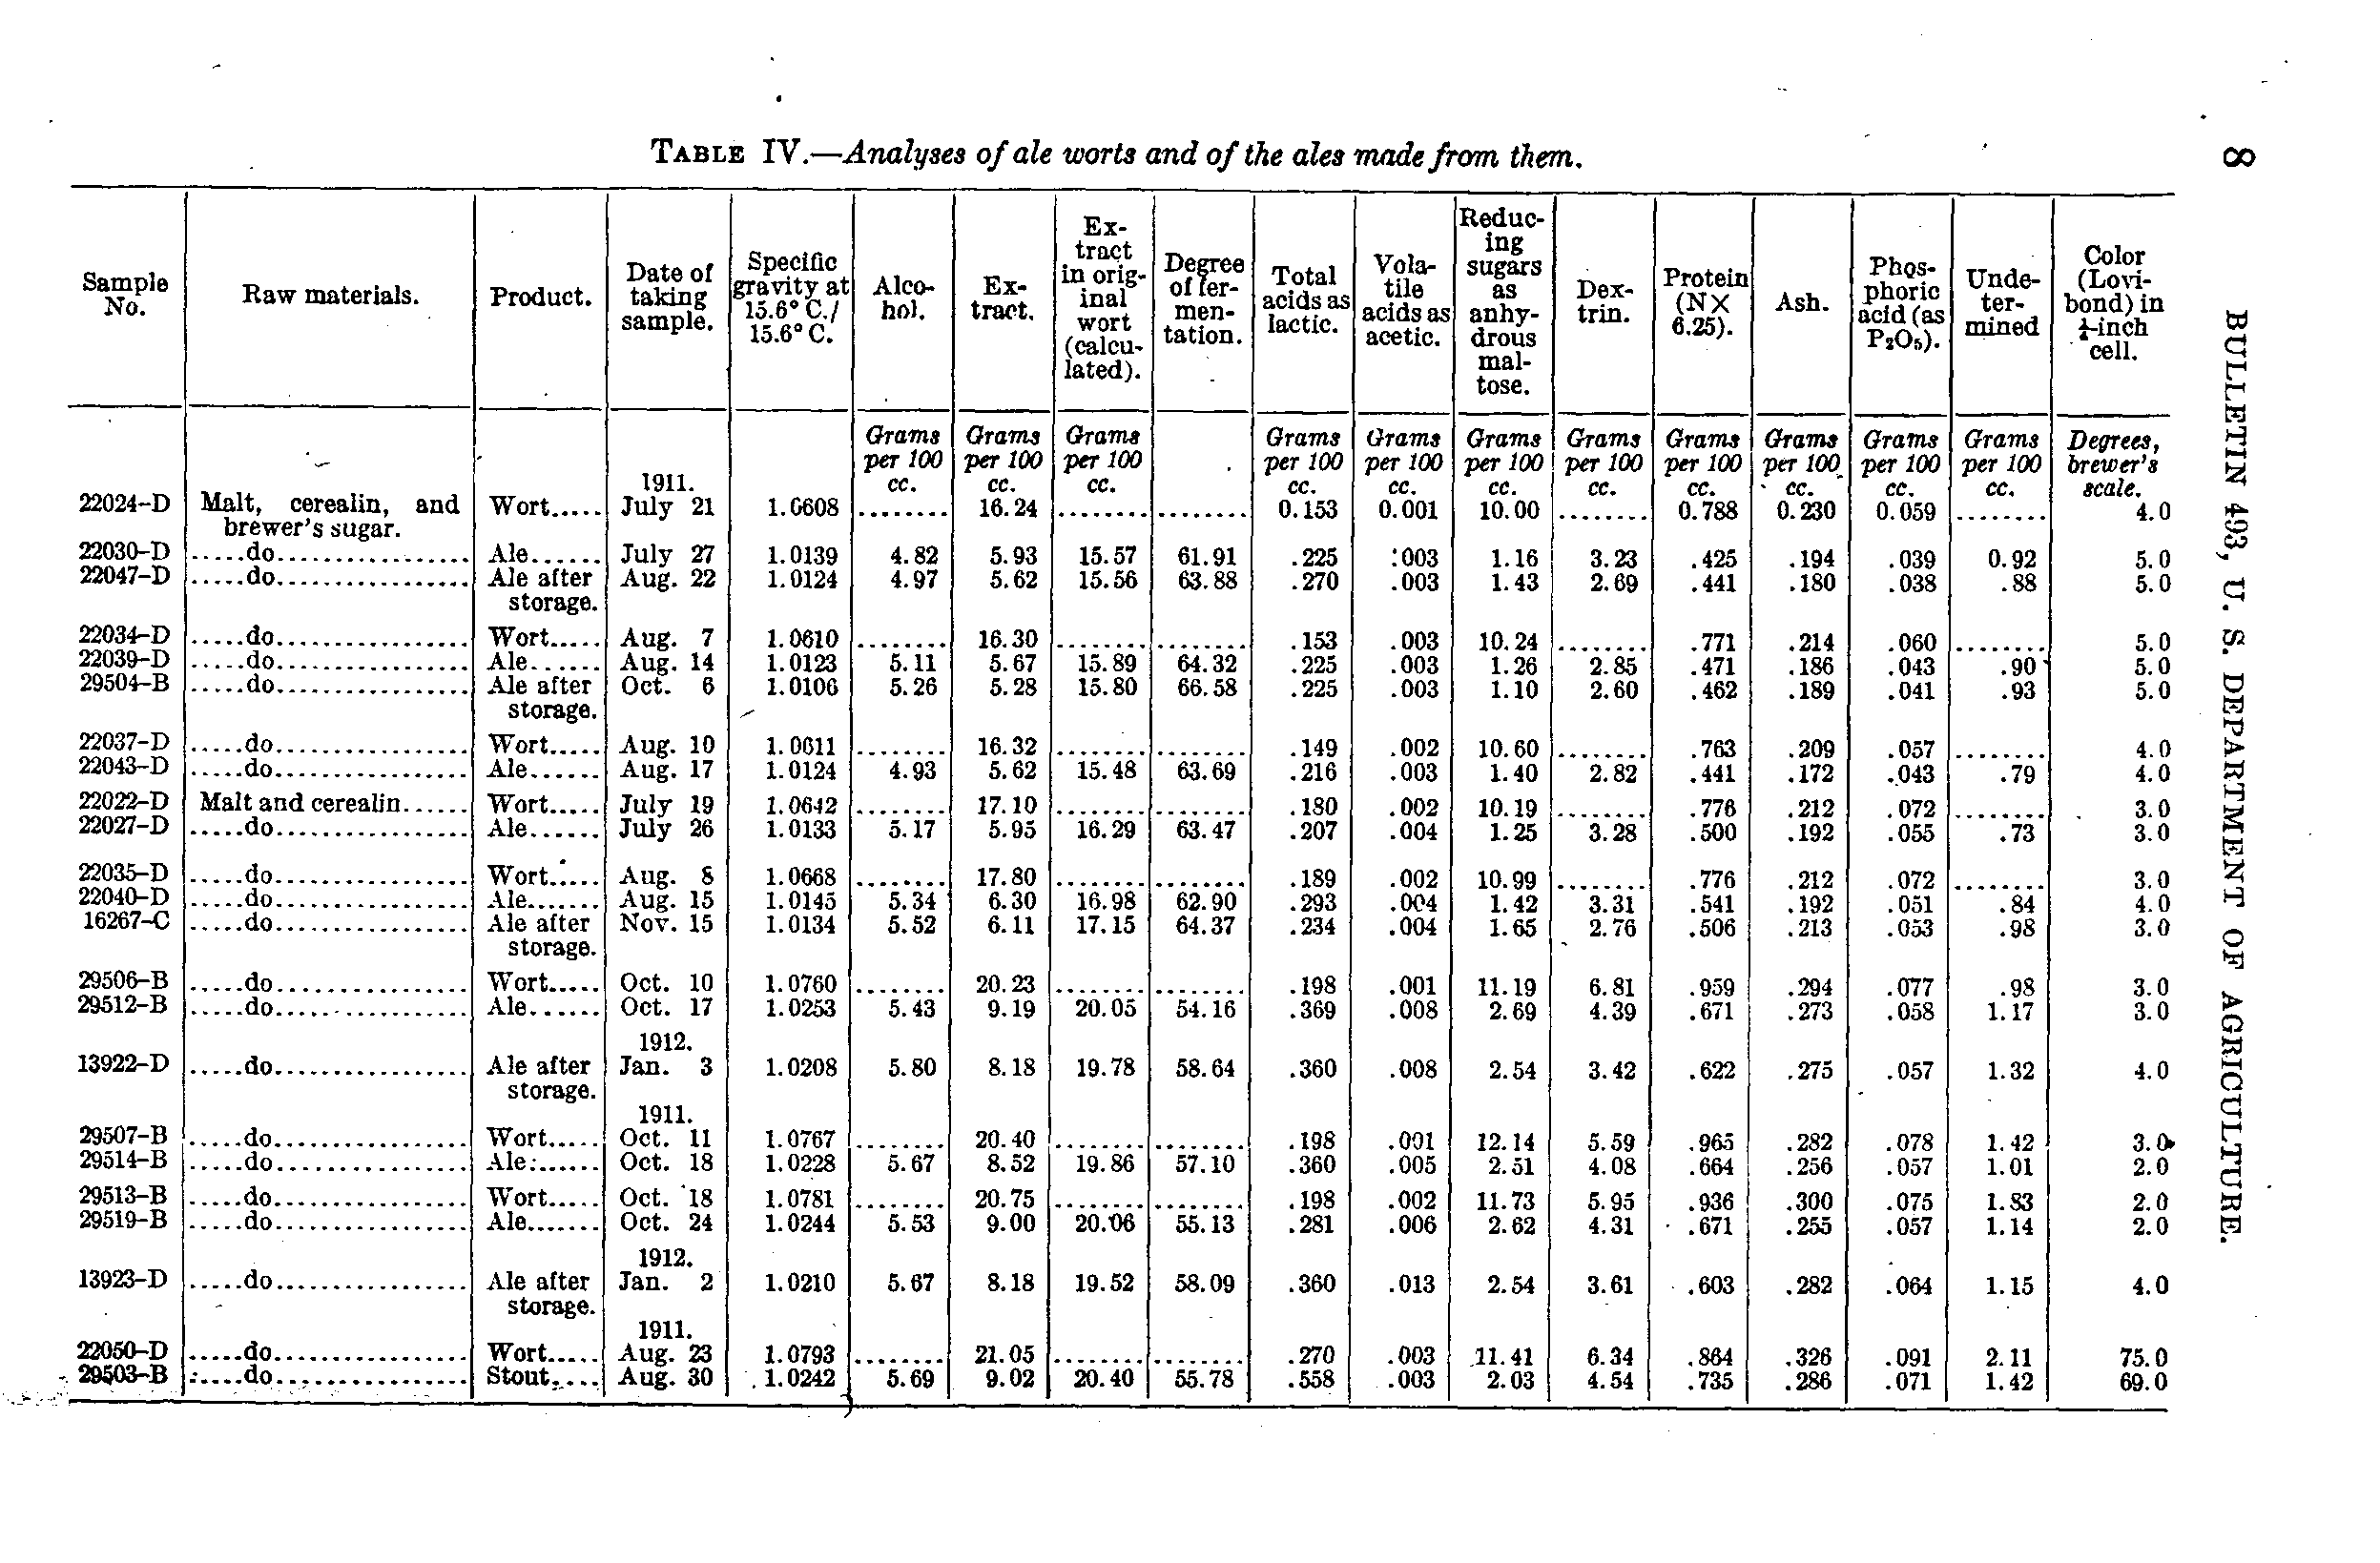 TABLE IV.—Analyses of ale worts and of the ales made from them.
8
BULLETIN 493, U. S. DEPARTMENT OF AGRICULTURE.
Sample No. Raw materials. Product. Date of taking sample. Specific gravity at 15.6° C./ 15.6° C. Alco- hol. Ex- tract. Ex- tract in orig- inal wort (calcu- lated). Degree of fer- men- tation. Total acids as lactic. Vola- tile acids as acetic. Reduc- ing sugars as anhy- drous mal- tose. Dex- trin. Protein (N× 6.25). Ash. Phos- phoric acid (as P₂O₅). Unde- ter- mined Color (Lovi- bond) in ¼-inch cell.
Grams per 100 cc. Grams per 100 cc. Grams per 100 cc. Grams per 100 cc. Grams per 100 cc. Grams per 100 cc. Grams per 100 cc. Grams per 100 cc. Grams per 100 cc. Grams per 100 cc. Grams per 100 cc. Degrees, brewer's scale.
1911.
22024–D Malt, cerealin, and Wort..... July 21 1.0608 ........ 16.24 ........ ........ 0.153 0.001 10.00 ........ 0.788 0.230 0.059 ........ 4.0
brewer's sugar.
22030–D .....do................ Ale...... July 27 1.0139 4.82 5.93 15.57 61.91 .225 .003 1.16 3.23 .425 .194 .039 0.92 5.0
22047–D .....do................ Ale after Aug. 22 1.0124 4.97 5.62 15.56 63.88 .270 .003 1.43 2.69 .441 .180 .038 .88 5.0
storage.
22034–D .....do................ Wort..... Aug. 7 1.0610 ........ 16.30 ........ ........ .153 .003 10.24 ........ .771 .214 .060 ........ 5.0
22039–D .....do................ Ale...... Aug. 14 1.0123 5.11 5.67 15.89 64.32 .225 .003 1.26 2.85 .471 .186 .043 .90 5.0
29504–B .....do................ Ale after Oct. 6 1.0106 5.26 5.28 15.80 66.58 .225 .003 1.10 2.60 .462 .189 .041 .93 5.0
storage.
22037–D .....do................ Wort..... Aug. 10 1.0611 ........ 16.32 ........ ........ .149 .002 10.60 ........ .763 .209 .057 ........ 4.0
22043–D .....do................ Ale...... Aug. 17 1.0124 4.93 5.62 15.48 63.69 .216 .003 1.40 2.82 .441 .172 .043 .79 4.0
22022–D Malt and cerealin...... Wort..... July 19 1.0642 ........ 17.10 ........ ........ .180 .002 10.19 ........ .776 .212 .072 ........ 3.0
22027–D .....do................ Ale...... July 26 1.0133 5.17 5.95 16.29 63.47 .207 .004 1.25 3.28 .500 .192 .055 .73 3.0
22035–D .....do................ Wort..... Aug. 8 1.0668 ........ 17.80 ........ ........ .189 .002 10.99 ........ .776 .212 .072 ........ 3.0
22040–D .....do................ Ale....... Aug. 15 1.0145 5.34 6.30 16.98 62.90 .293 .004 1.42 3.31 .541 .192 .051 .84 4.0
16267–C .....do................ Ale after Nov. 15 1.0134 5.52 6.11 17.15 64.37 .234 .004 1.65 2.76 .506 .213 .053 .98 3.0
storage.
29506–B .....do................ Wort..... Oct. 10 1.0760 ........ 20.23 ........ ........ .198 .001 11.19 6.81 .959 .294 .077 .98 3.0
29512–B .....do................ Ale...... Oct. 17 1.0253 5.43 9.19 20.05 54.16 .369 .008 2.69 4.39 .671 .273 .058 1.17 3.0
1912.
13922–D .....do................ Ale after Jan. 3 1.0208 5.80 8.18 19.78 58.64 .360 .008 2.54 3.42 .622 .275 .057 1.32 4.0
storage.
1911.
29507–B .....do................ Wort..... Oct. 11 1.0767 ........ 20.40 ........ ........ .198 .001 12.14 5.59 .965 .282 .078 1.42 3.0
29514–B .....do................ Ale....... Oct. 18 1.0228 5.67 8.52 19.86 57.10 .360 .005 2.51 4.08 .664 .256 .057 1.01 2.0
29513–B .....do................ Wort..... Oct. 18 1.0781 ........ 20.75 ........ ........ .198 .002 11.73 5.95 .936 .300 .075 1.83 2.0
29519–B .....do................ Ale....... Oct. 24 1.0244 5.53 9.00 20.06 55.13 .281 .006 2.62 4.31 .671 .255 .057 1.14 2.0
1912.
13923–D .....do................ Ale after Jan. 2 1.0210 5.67 8.18 19.52 58.09 .360 .013 2.54 3.61 .603 .282 .064 1.15 4.0
storage.
1911.
22050–D .....do................ Wort..... Aug. 23 1.0793 ........ 21.05 ........ ........ .270 .003 11.41 6.34 .864 .326 .091 2.11 75.0
29503–B .....do................ Stout..... Aug. 30 1.0242 5.69 9.02 20.40 55.78 .558 .003 2.03 4.54 .735 .286 .071 1.42 69.0